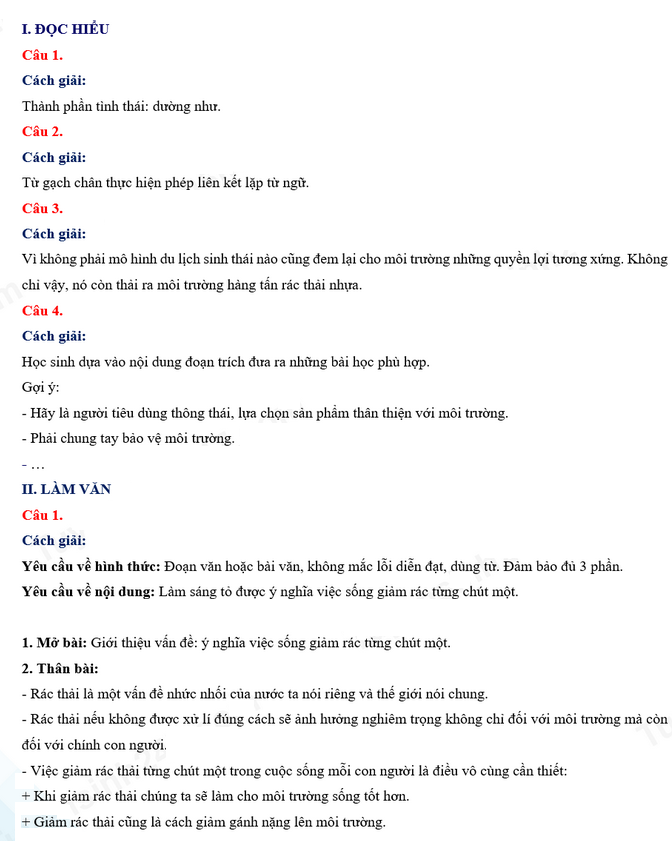 I. ĐỌC HIỂU
Câu 1.
Cách giải:
Thành phần tình thái: dường như.
Câu 2.
Cách giải:
Từ gạch chân thực hiện phép liên kết lặp từ ngữ.
Câu 3.
Cách giải:
Vì không phải mô hình du lịch sinh thái nào cũng đem lại cho môi trường những quyền lợi tương xứng. Không
chỉ vậy, nó còn thải ra môi trường hàng tấn rác thải nhựa.
Câu 4.
Cách giải:
Học sinh dựa vào nội dung đoạn trích đưa ra những bài học phù hợp.
Gợi ý:
- Hãy là người tiêu dùng thông thái, lựa chọn sản phẩm thân thiện với môi trường.
- Phải chung tay bảo vệ môi trường.
- …
II. LÀM VĂN
Câu 1.
Cách giải:
Yêu cầu về hình thức: Đoạn văn hoặc bài văn, không mắc lỗi diễn đạt, dùng từ. Đảm bảo đủ 3 phần.
Yêu cầu về nội dung: Làm sáng tỏ được ý nghĩa việc sống giảm rác từng chút một.
1. Mở bài: Giới thiệu vấn đề: ý nghĩa việc sống giảm rác từng chút một.
2. Thân bài:
- Rác thải là một vấn đề nhức nhối của nước ta nói riêng và thế giới nói chung.
- Rác thải nếu không được xử lí đúng cách sẽ ảnh hưởng nghiêm trọng không chỉ đối với môi trường mà còn
đối với chính con người.
- Việc giảm rác thải từng chút một trong cuộc sống mỗi con người là điều vô cùng cần thiết:
+ Khi giảm rác thải chúng ta sẽ làm cho môi trường sống tốt hơn.
+ Giảm rác thải cũng là cách giảm gánh nặng lên môi trường.